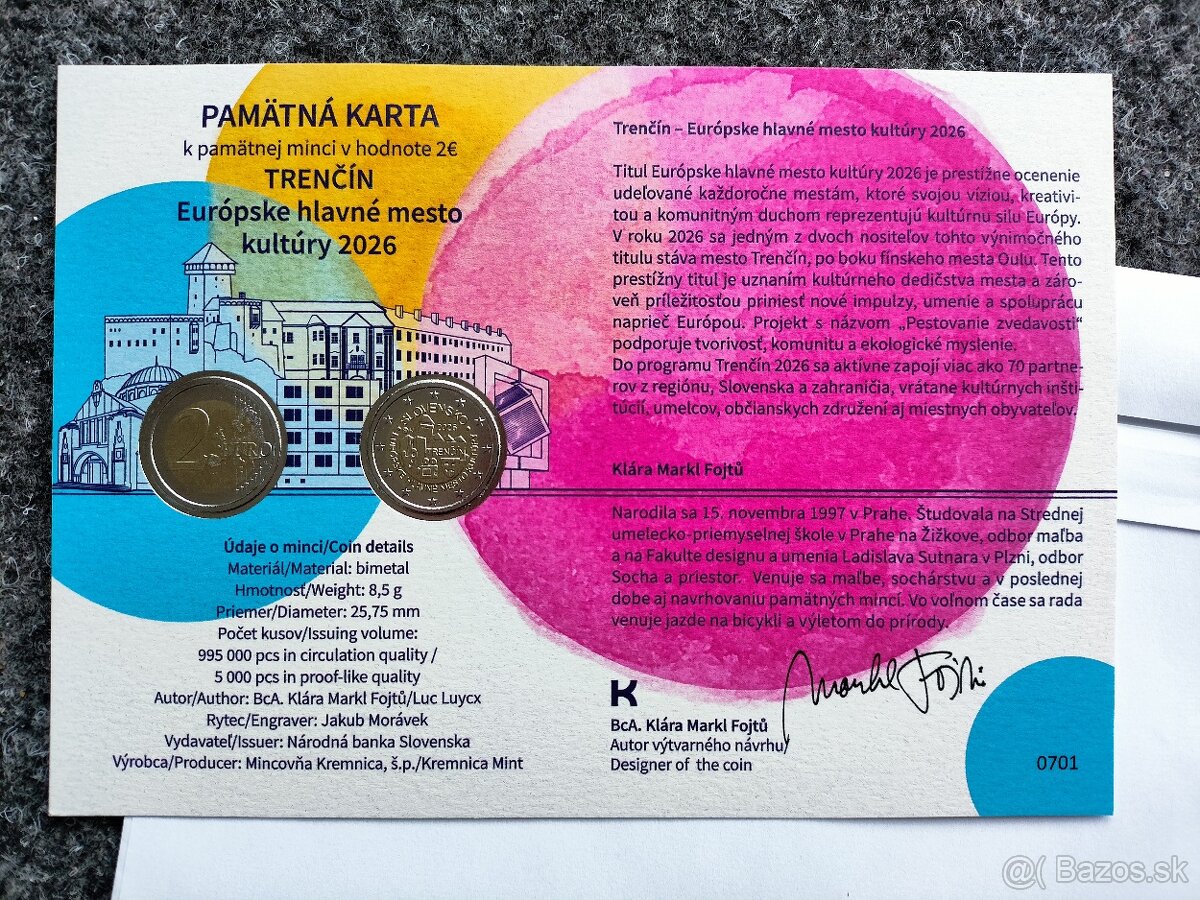 PAMÄTNÁ KARTA
k pamätnej minci v hodnote 2€
TRENČÍN
Európske hlavné mesto
kultúry 2026
2 EURO
SLOVENSKO
2026
TRENČÍN
Údaje o minci/Coin details
Materiál/Material: bimetal
Hmotnosť/Weight: 8,5 g
Priemer/Diameter: 25,75 mm
Počet kusov/Issuing volume:
995 000 pcs in circulation quality /
5 000 pcs in proof-like quality
Autor/Author: BcA. Klára Markl Fojtů/Luc Luycx
Rytec/Engraver: Jakub Morávek
Vydavateľ/Issuer: Národná banka Slovenska
Výrobca/Producer: Mincovňa Kremnica, š.p./Kremnica Mint
Trenčín – Európske hlavné mesto kultúry 2026
Titul Európske hlavné mesto kultúry 2026 je prestížne ocenenie
udeľované každoročne mestám, ktoré svojou víziou, kreativi-
tou a komunitným duchom reprezentujú kultúrnu silu Európy.
V roku 2026 sa jedným z dvoch nositeľov tohto výnimočného
titulu stáva mesto Trenčín, po boku fínskeho mesta Oulu. Tento
prestížny titul je uznaním kultúrneho dedičstva mesta a záro-
veň príležitosťou priniesť nové impulzy, umenie a spoluprácu
naprieč Európou. Projekt s názvom „Pestovanie zvedavosti“
podporuje tvorivosť, komunitu a ekologické myslenie.
Do programu Trenčín 2026 sa aktívne zapojí viac ako 70 partne-
rov z regiónu, Slovenska a zahraničia, vrátane kultúrnych inšti-
túcií, umelcov, občianskych združení aj miestnych obyvateľov.
Klára Markl Fojtů
Narodila sa 15. novembra 1997 v Prahe. Študovala na Strednej
umelecko-priemyselnej škole v Prahe na Žižkove, odbor maľba
a na Fakulte designu a umenia Ladislava Sutnara v Plzni, odbor
Socha a priestor. Venuje sa maľbe, sochárstvu a v poslednej
dobe aj navrhovaniu pamätných mincí. Vo voľnom čase sa rada
venuje jazde na bicykli a výletom do prírody.
Markl Fojtů
K
BcA. Klára Markl Fojtů
Autor výtvarného návrhu
Designer of the coin
0701
@( Bazos.sk